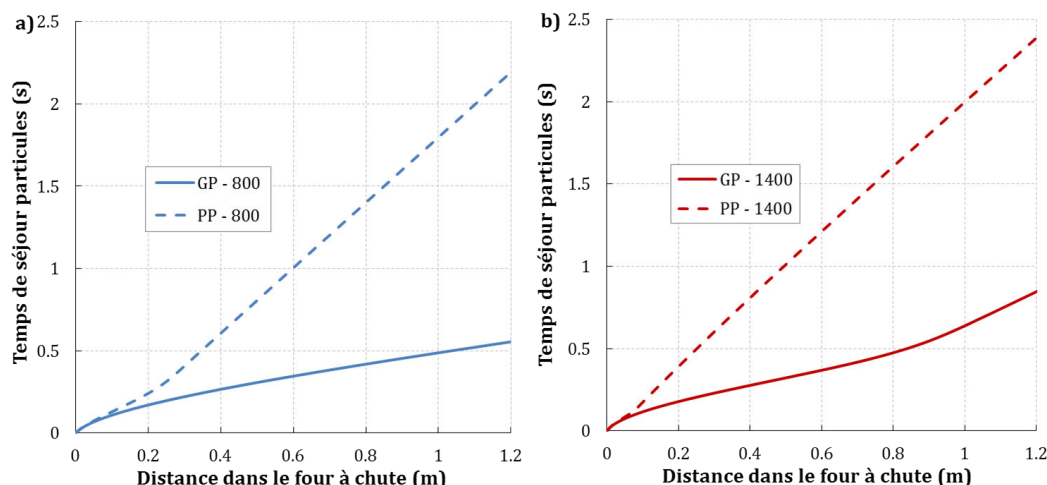 a)
2.5
2
1.5
1
0.5
0
Temps de séjour particules (s)
GP - 800
PP - 800
0 0.2 0.4 0.6 0.8 1 1.2
Distance dans le four à chute (m)
b)
2.5
2
1.5
1
0.5
0
Temps de séjour particules (s)
GP - 1400
PP - 1400
0 0.2 0.4 0.6 0.8 1 1.2
Distance dans le four à chute (m)